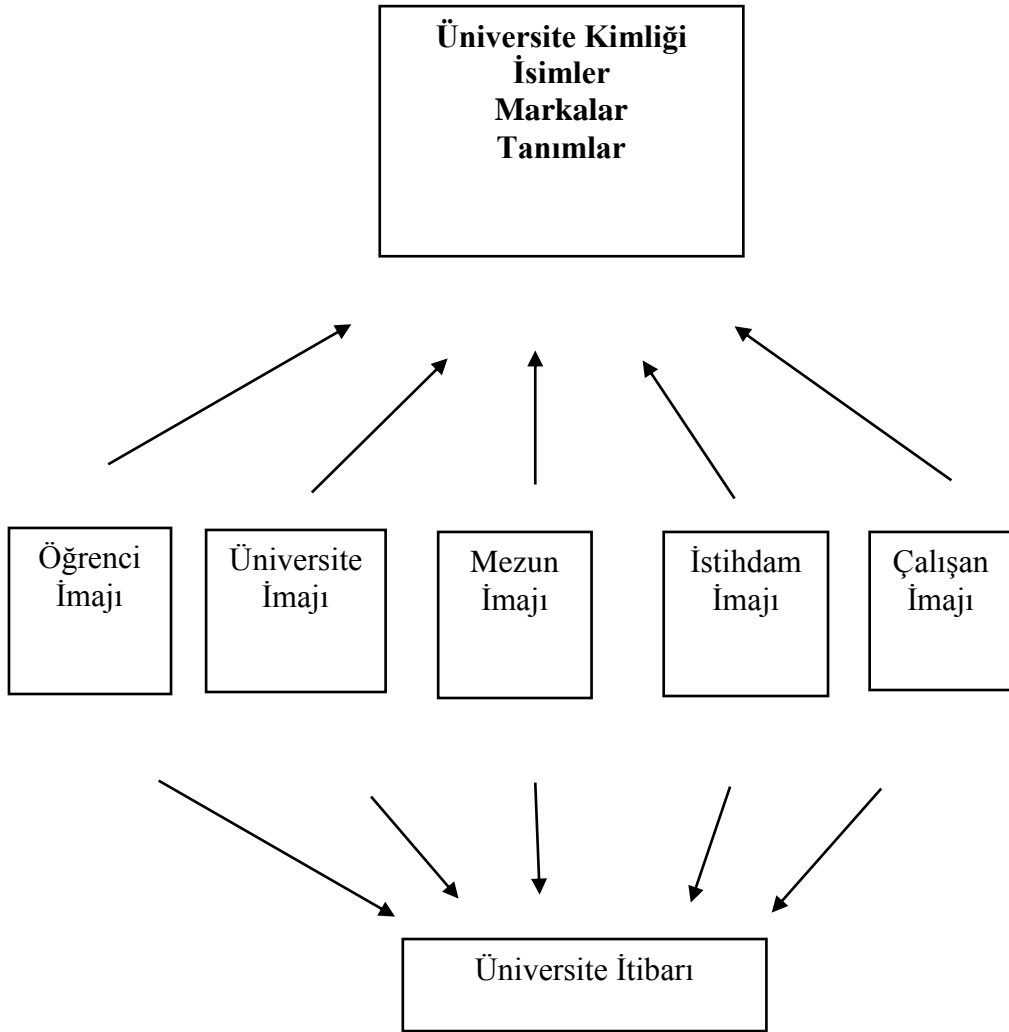 Üniversite Kimliği
İsimler
Markalar
Tanımlar
Öğrenci
İmajı
Üniversite
İmajı
Mezun
İmajı
İstihdam
İmajı
Çalışan
İmajı
Üniversite İtibarı